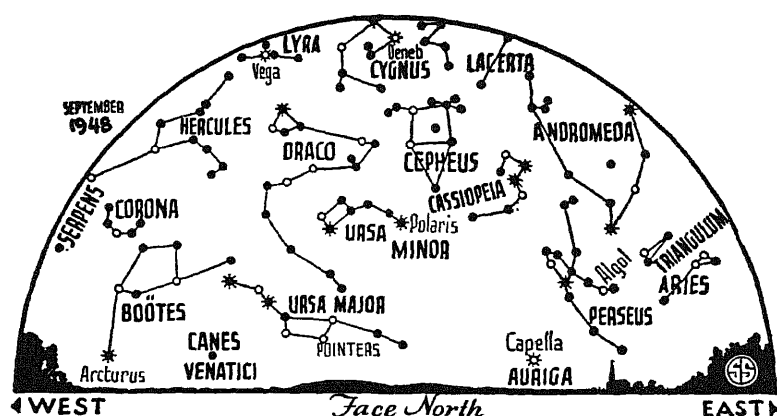 LYRA
Vega
Deneb
CYGNUS
LACERTA
SEPTEMBER
1948
HERCULES
DRACO
CEPHEUS
ANDROMEDA
CASSIOPEIA
SERPENS
CORONA
Polaris
URSA
MINOR
Algol
TRIANGULUM
ARIES
BOÖTES
URSA MAJOR
PERSEUS
CANES
VENATICI
POINTERS
Arcturus
Capella
AURIGA
WEST
Face North
EAST